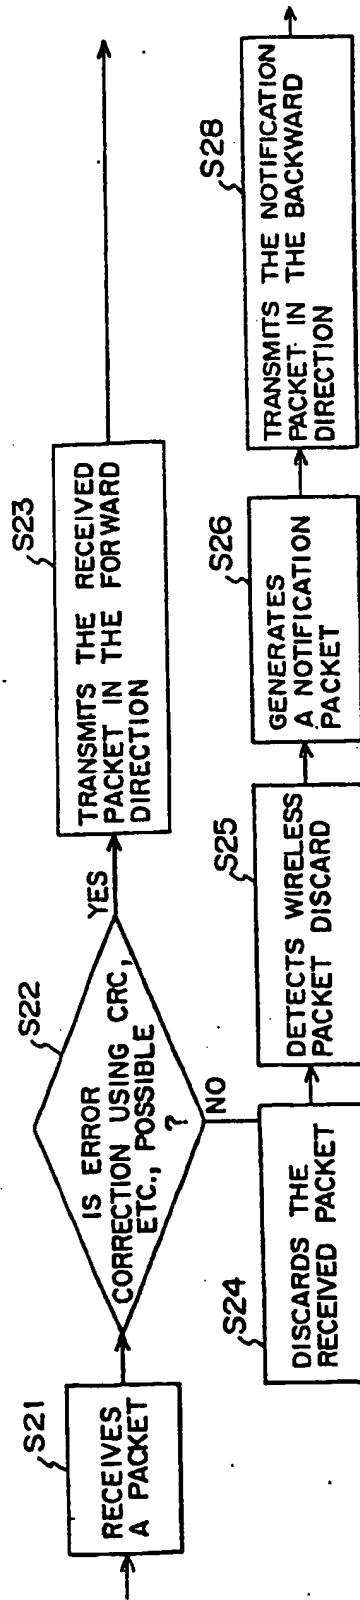 S21
RECEIVES
A PACKET
S22
IS ERROR
CORRECTION USING CRC,
ETC., POSSIBLE
?
YES
S23
TRANSMITS THE RECEIVED
PACKET IN THE FORWARD
DIRECTION
NO
S24
DISCARDS THE
RECEIVED PACKET
S25
DETECTS WIRELESS
PACKET DISCARD
S26
GENERATES
A NOTIFICATION
PACKET
S28
TRANSMITS THE NOTIFICATION
PACKET IN THE BACKWARD
DIRECTION